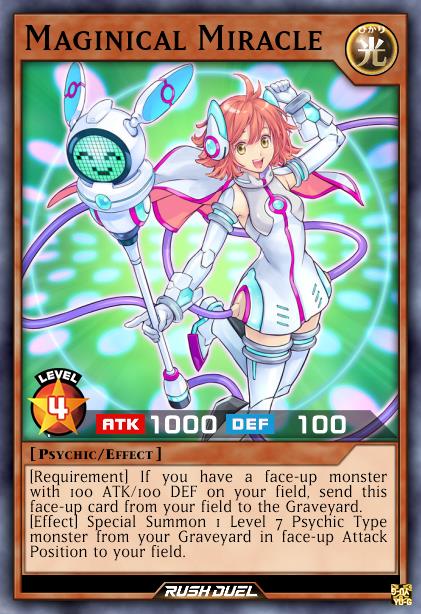 Maginical Miracle
ひかり
光
LEVEL
4
ATK 1000 DEF 100
[Psychic/Effect]
[Requirement] If you have a face-up monster
with 100 ATK/100 DEF on your field, send this
face-up card from your field to the Graveyard.
[Effect] Special Summon 1 Level 7 Psychic Type
monster from your Graveyard in face-up Attack
Position to your field.
RUSH DUEL